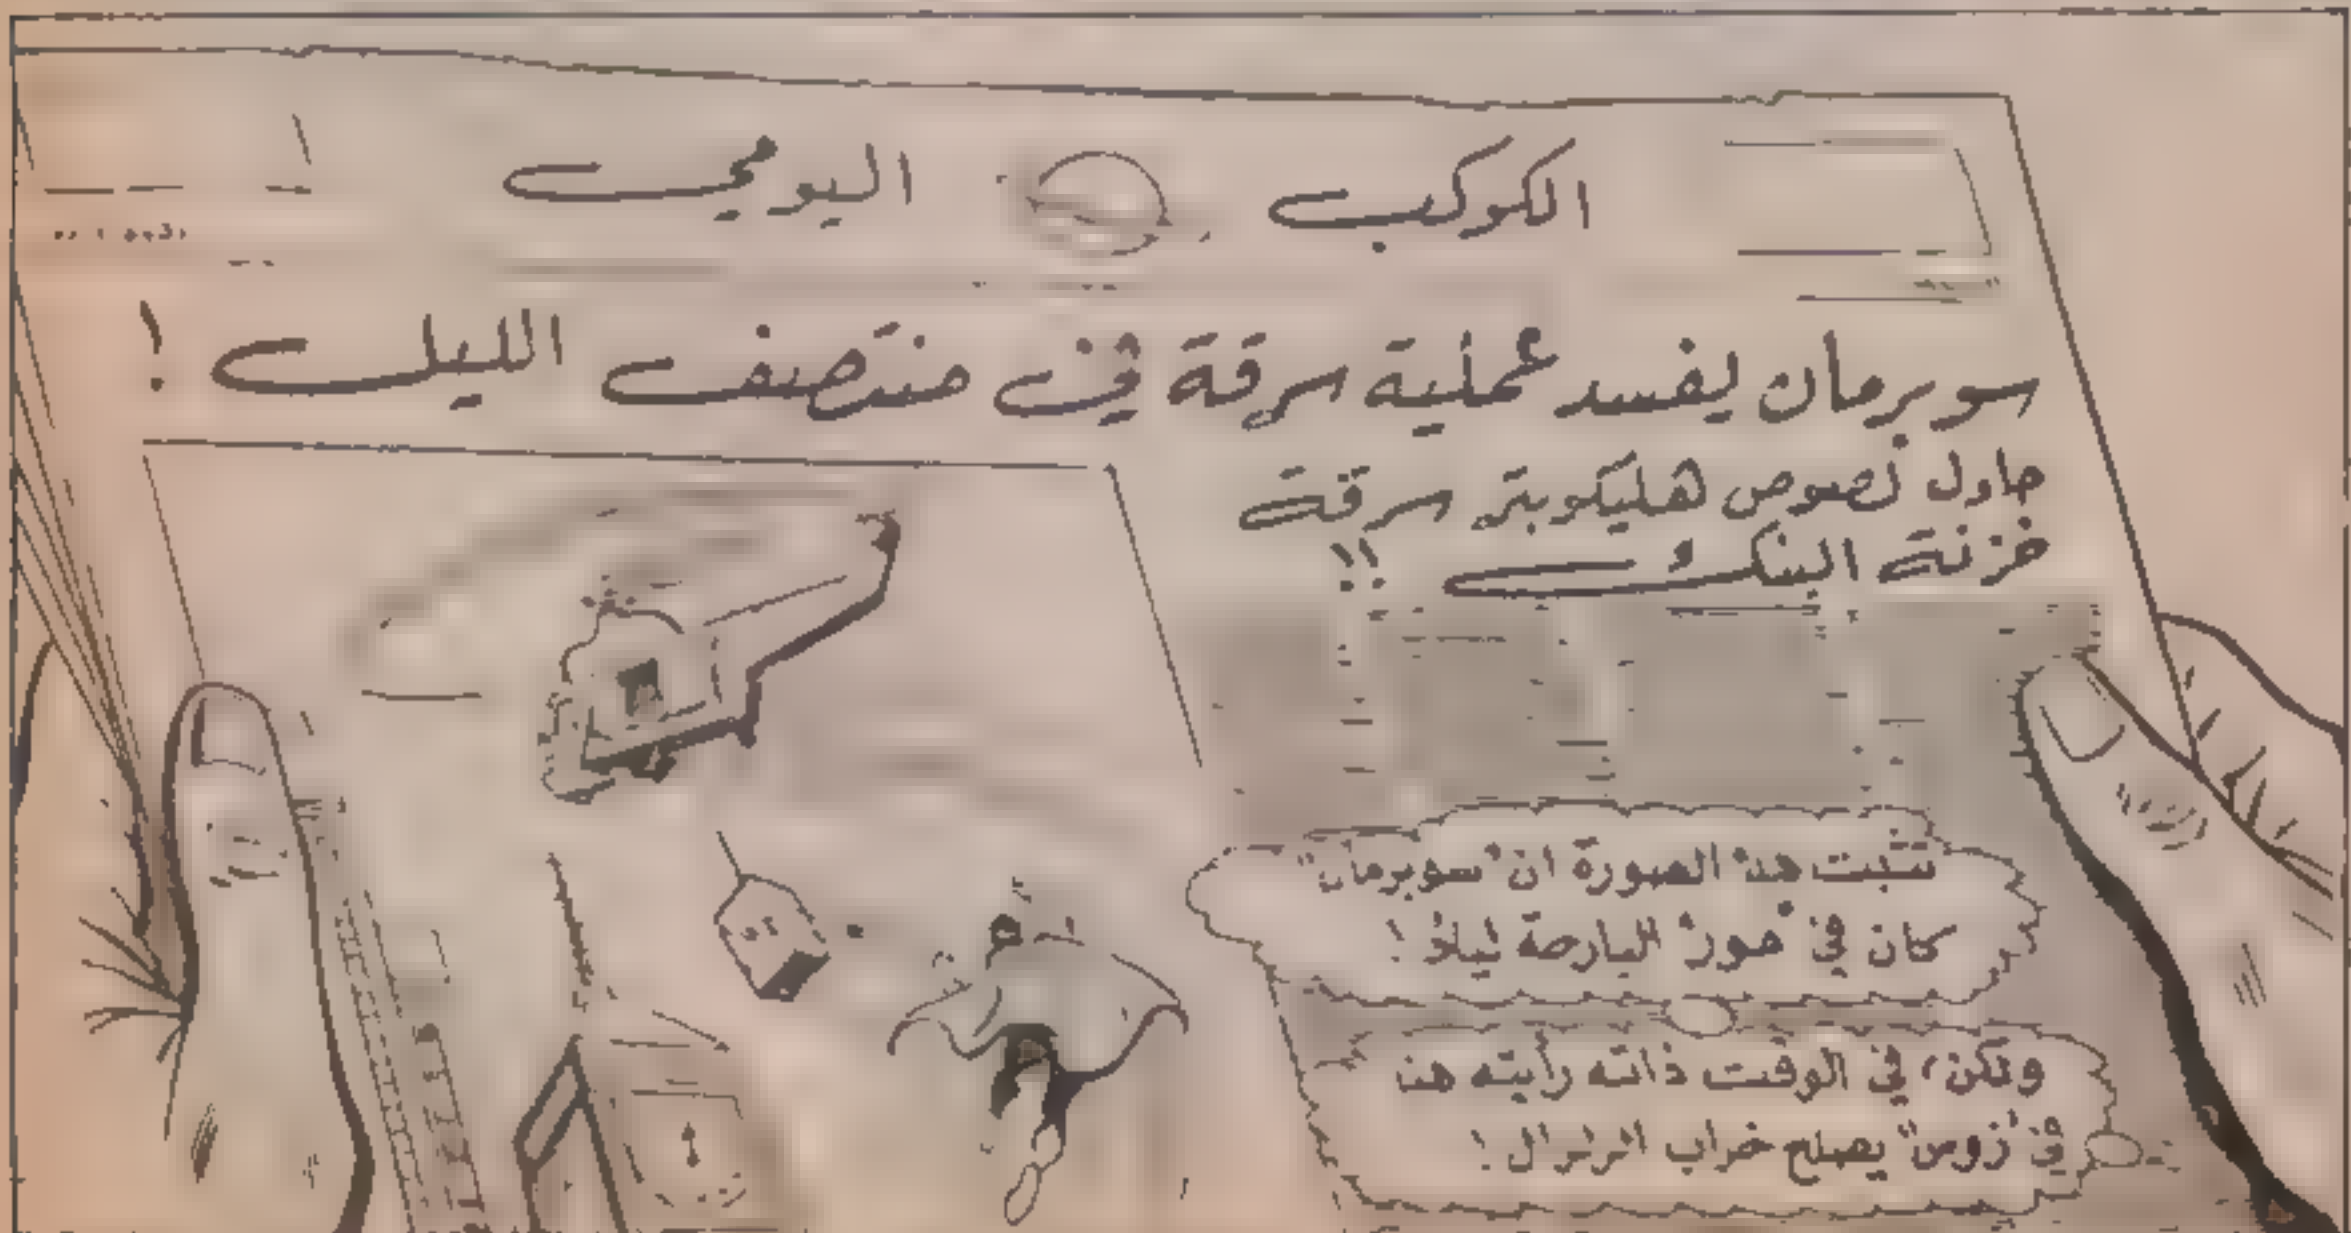 الكوكب اليومي
سوبرمان يفسد عملية سرقة في منتصف الليل !
حاول لصوص هليكوبتر سرقة
خزنة البنك !!
تثبت هذه الصورة ان "سوبرمان"
كان في "مور" البارحة ليلاً !
ولكن، في الوقت ذاته رأيته هنا
في "زوس" يصلح خراب الزلزال !